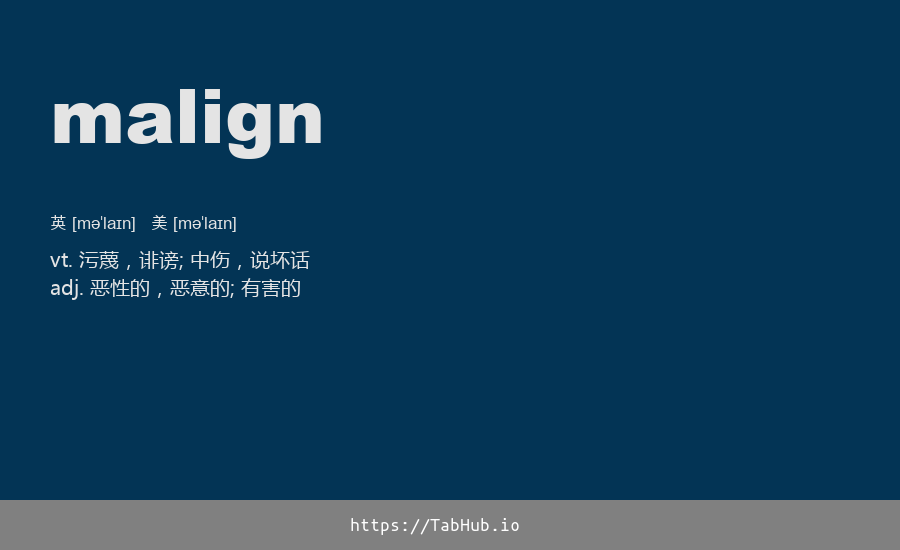 malign
英 [mə'laɪn] 美 [mə'laɪn]
vt. 污蔑，诽谤; 中伤，说坏话
adj. 恶性的，恶意的; 有害的
https://TabHub.io